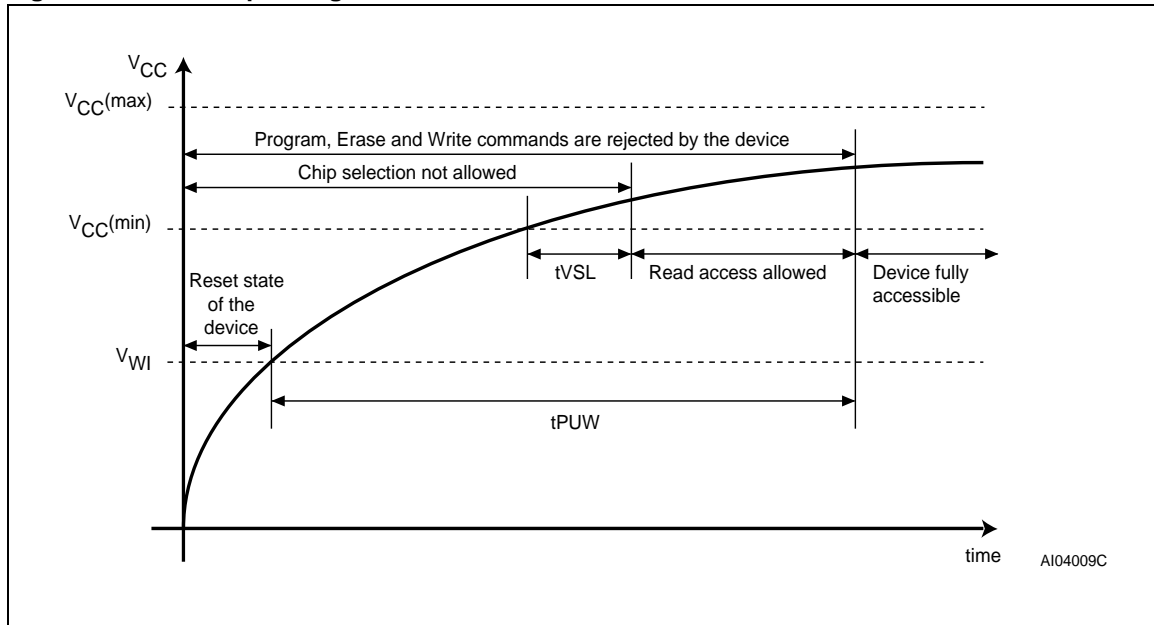 VCC
VCC(max)
Program, Erase and Write commands are rejected by the device
Chip selection not allowed
VCC(min)
tVSL
Read access allowed
Device fully
accessible
Reset state
of the
device
VWI
tPUW
time
AI04009C